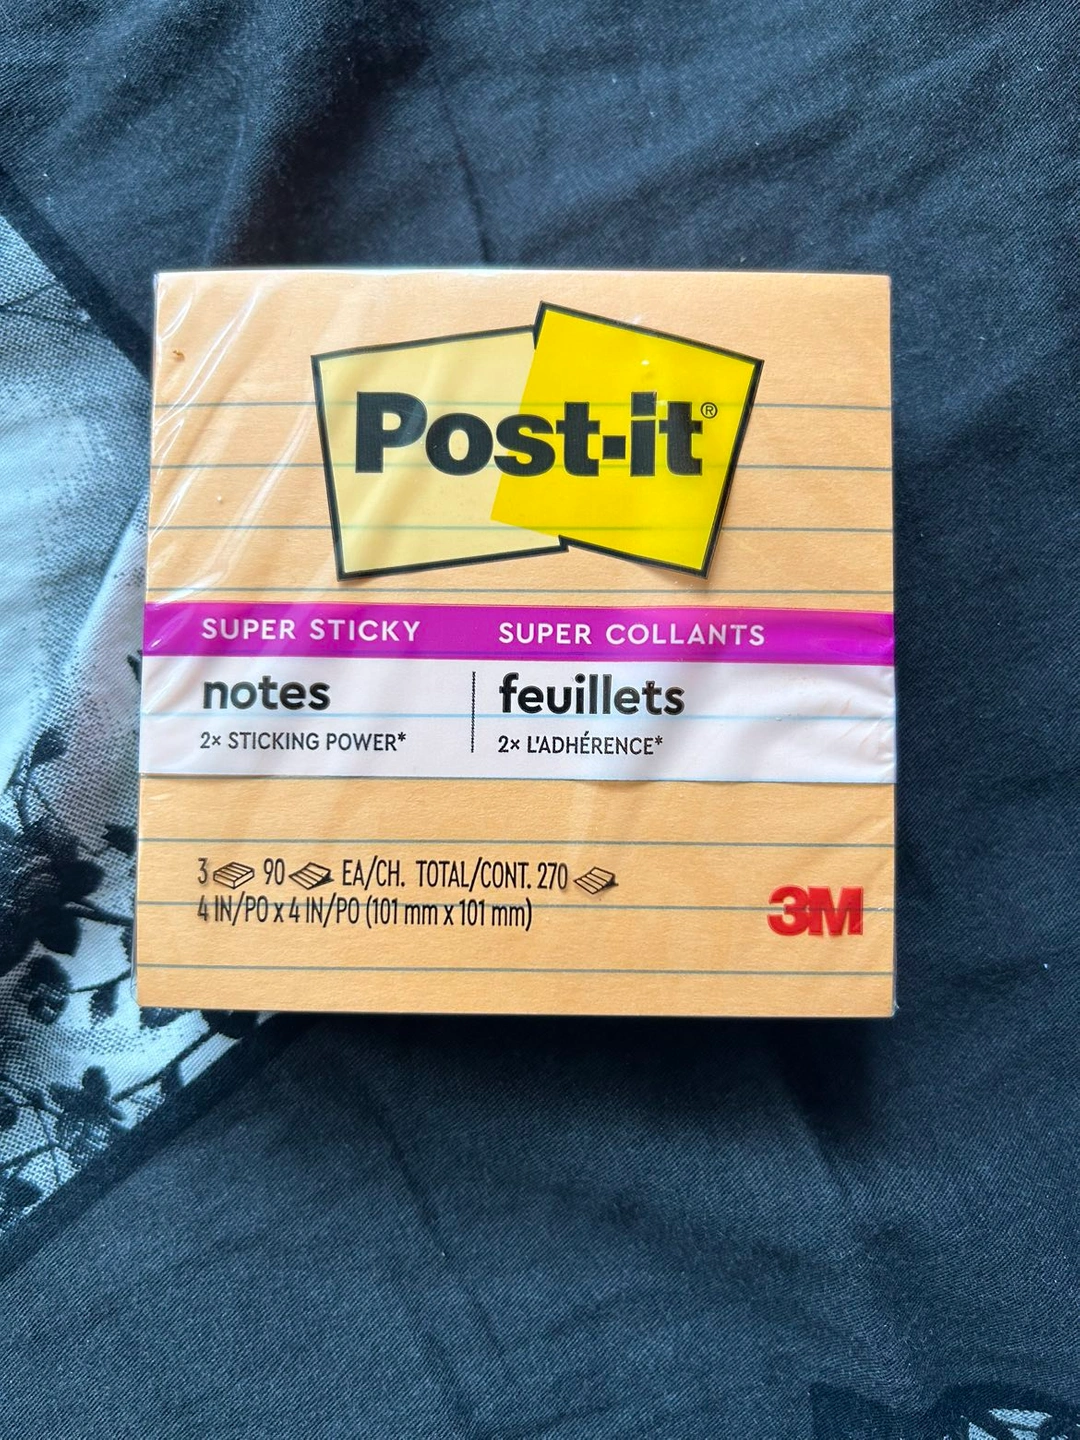 Post-it®
SUPER STICKY
notes
2× STICKING POWER*
SUPER COLLANTS
feuillets
2× L'ADHÉRENCE*
3 90 EA/CH. TOTAL/CONT. 270
4 IN/PO x 4 IN/PO (101 mm x 101 mm)
3M